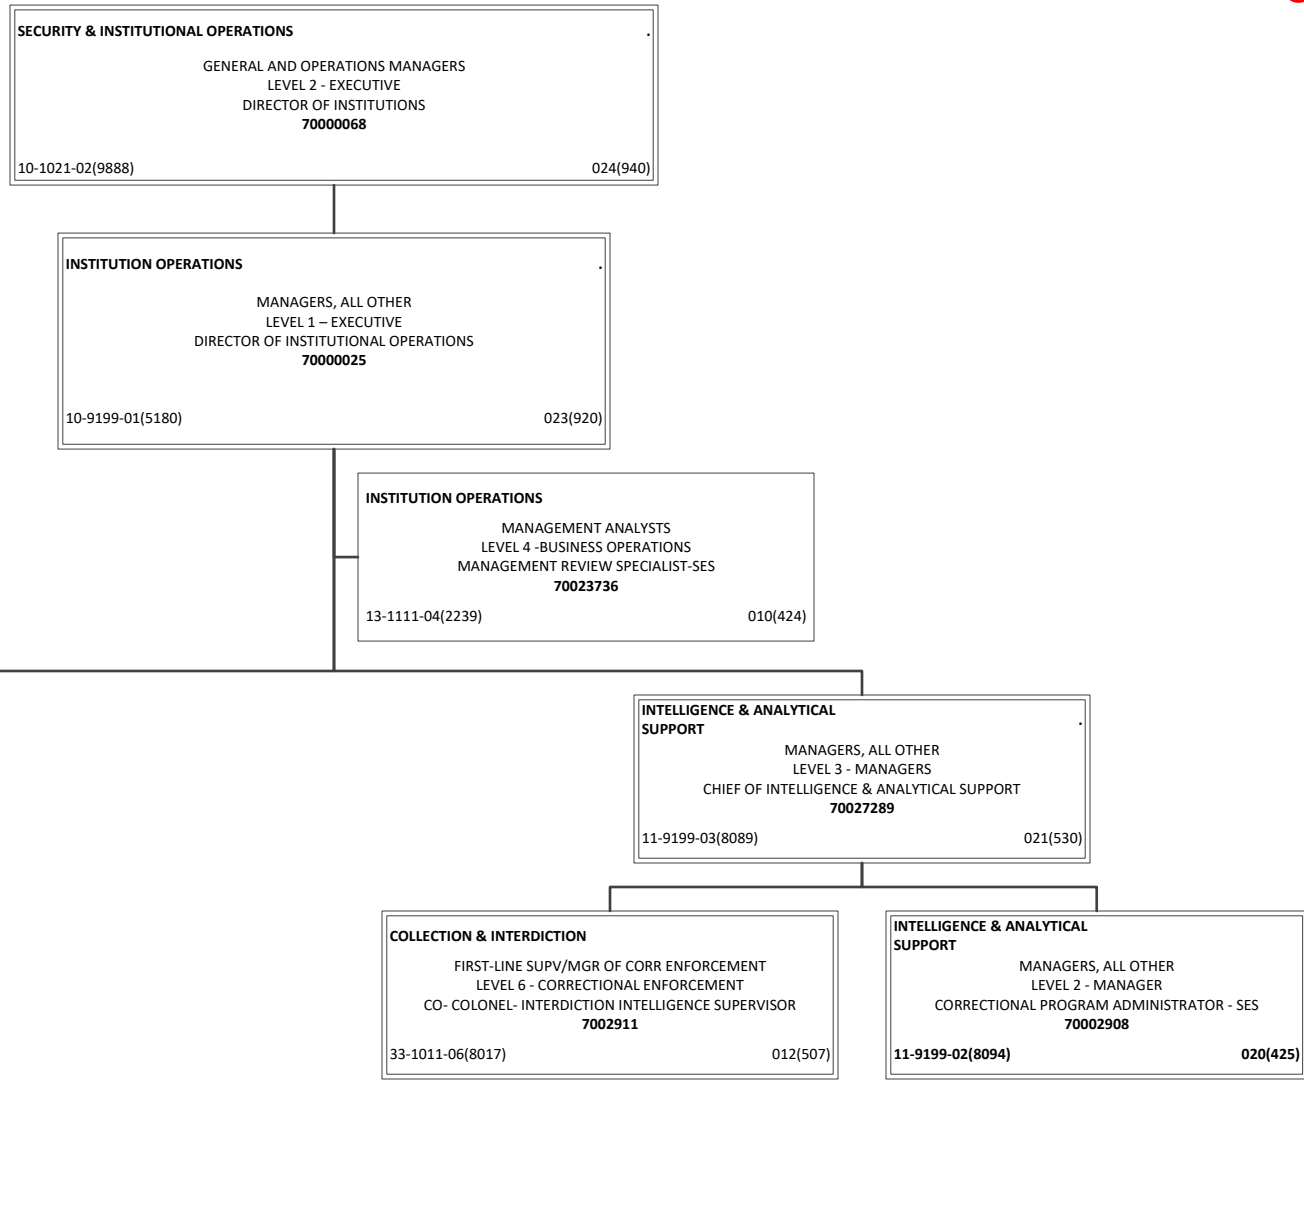 SECURITY & INSTITUTIONAL OPERATIONS .
GENERAL AND OPERATIONS MANAGERS
LEVEL 2 - EXECUTIVE
DIRECTOR OF INSTITUTIONS
70000068
10-1021-02(9888) 024(940)
INSTITUTION OPERATIONS .
MANAGERS, ALL OTHER
LEVEL 1 – EXECUTIVE
DIRECTOR OF INSTITUTIONAL OPERATIONS
70000025
10-9199-01(5180) 023(920)
INSTITUTION OPERATIONS
MANAGEMENT ANALYSTS
LEVEL 4 -BUSINESS OPERATIONS
MANAGEMENT REVIEW SPECIALIST-SES
70023736
13-1111-04(2239) 010(424)
INTELLIGENCE & ANALYTICAL
SUPPORT .
MANAGERS, ALL OTHER
LEVEL 3 - MANAGERS
CHIEF OF INTELLIGENCE & ANALYTICAL SUPPORT
70027289
11-9199-03(8089) 021(530)
COLLECTION & INTERDICTION
FIRST-LINE SUPV/MGR OF CORR ENFORCEMENT
LEVEL 6 - CORRECTIONAL ENFORCEMENT
CO- COLONEL- INTERDICTION INTELLIGENCE SUPERVISOR
7002911
33-1011-06(8017) 012(507)
INTELLIGENCE & ANALYTICAL
SUPPORT
MANAGERS, ALL OTHER
LEVEL 2 - MANAGER
CORRECTIONAL PROGRAM ADMINISTRATOR - SES
70002908
11-9199-02(8094) 020(425)